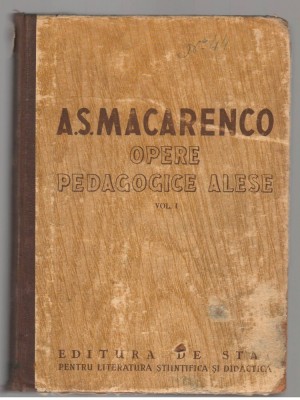 A.S. MACARENCO
OPERE
PEDAGOGICE ALESE
VOL. I
EDITURA DE STA
PENTRU LITERATURA STIINTIFICA SI DIDACTICA